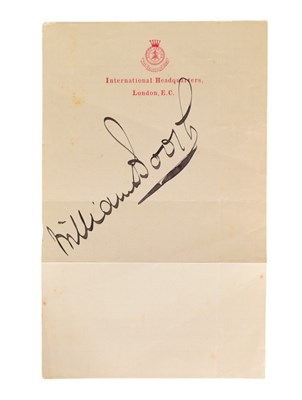 International Headquarters,
London, E.C.
William Booth